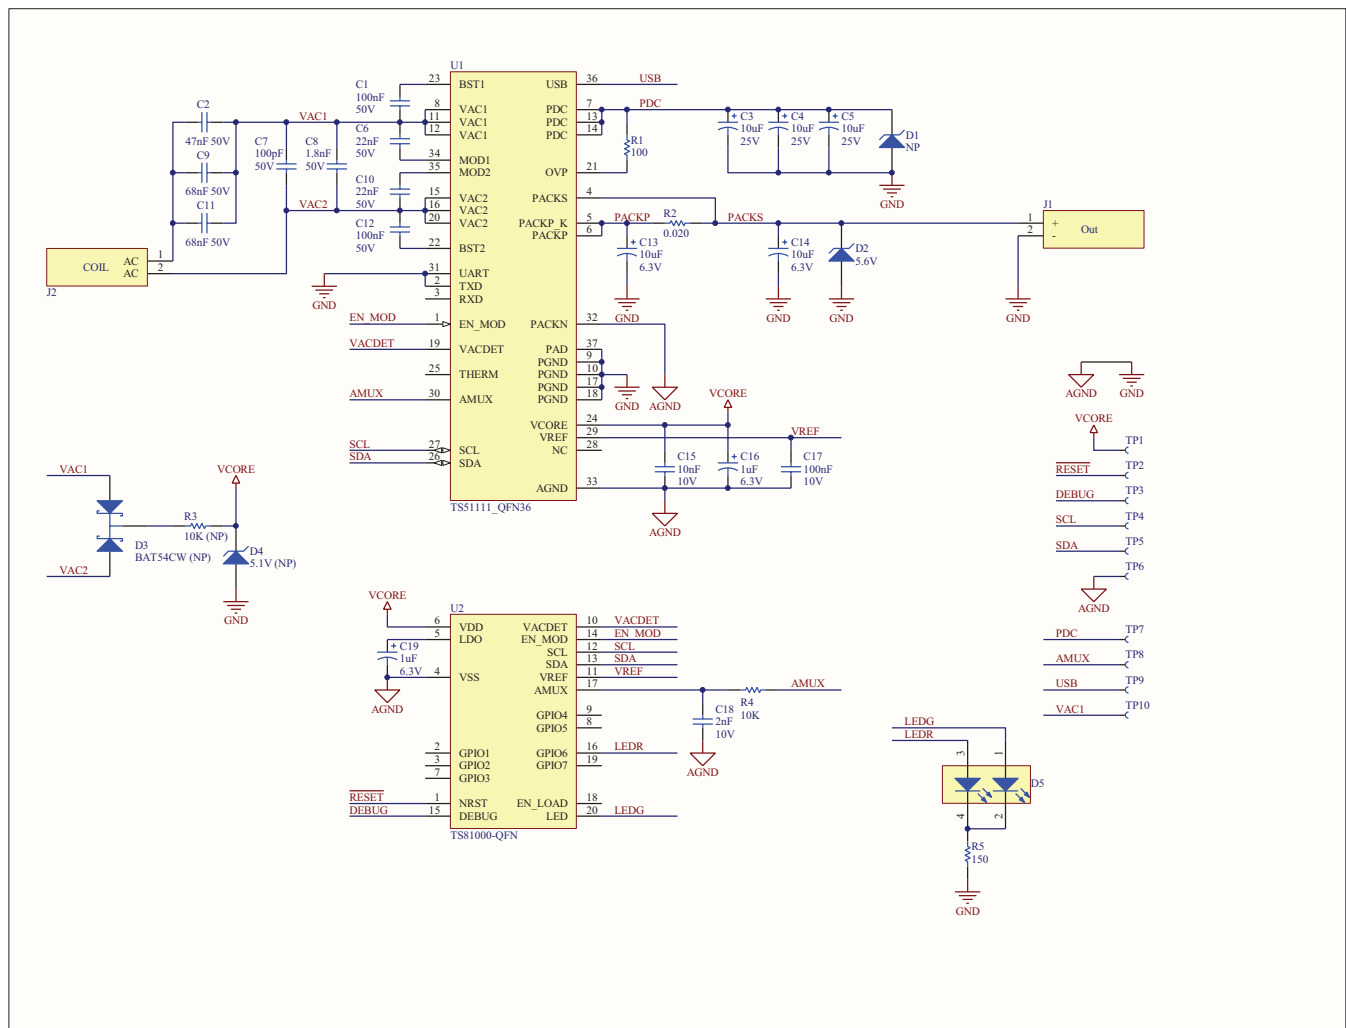 U1
TS51111_QFN36
23 BST1
8 VAC1
11 VAC1
12 VAC1
34 MOD1
35 MOD2
15 VAC2
16 VAC2
20 VAC2
22 BST2
31 UART
2 TXD
3 RXD
1 EN_MOD
19 VACDET
25 THERM
30 AMUX
27 SCL
26 SDA
USB 36
PDC 7
PDC 13
PDC 14
OVP 21
PACKS 4
PACKP_K 5
PACKP 6
PACKN 32
PAD 37
PGND 9
PGND 10
PGND 17
PGND 18
VCORE 24
VREF 29
NC 28
AGND 33
C1
100nF
50V
C2
47nF 50V
C9
68nF 50V
C11
68nF 50V
C7
100pF
50V
C8
1.8nF
50V
C6
22nF
50V
C10
22nF
50V
C12
100nF
50V
VAC1
VAC2
COIL
AC 1
AC 2
J2
GND
EN_MOD
VACDET
AMUX
SCL
SDA
USB
PDC
R1
100
+ C3
10uF
25V
+ C4
10uF
25V
+ C5
10uF
25V
D1
NP
GND
PACKP
R2
0.020
PACKS
+ C13
10uF
6.3V
GND
+ C14
10uF
6.3V
GND
D2
5.6V
GND
J1
1 +
2 -
Out
GND
GND
AGND
VCORE
VREF
C15
10nF
10V
+ C16
1uF
6.3V
C17
100nF
10V
AGND
VAC1
VAC2
D3
BAT54CW (NP)
R3
10K (NP)
VCORE
D4
5.1V (NP)
GND
AGND
GND
VCORE
TP1
RESET TP2
DEBUG TP3
SCL TP4
SDA TP5
TP6
AGND
PDC TP7
AMUX TP8
USB TP9
VAC1 TP10
U2
TS81000-QFN
VCORE
+ C19
1uF
6.3V
AGND
6 VDD
5 LDO
4 VSS
2 GPIO1
3 GPIO2
7 GPIO3
RESET 1 NRST
DEBUG 15 DEBUG
VACDET 10 VACDET
EN_MOD 14 EN_MOD
SCL 12 SCL
SDA 13 SDA
VREF 11 VREF
AMUX 17
GPIO4 9
GPIO5 8
GPIO6 16 LEDR
GPIO7 19
EN_LOAD 18
LED 20 LEDG
C18
2nF
10V
AGND
R4
10K
AMUX
LEDG
LEDR
3 1
D5
4 2
R5
150
GND